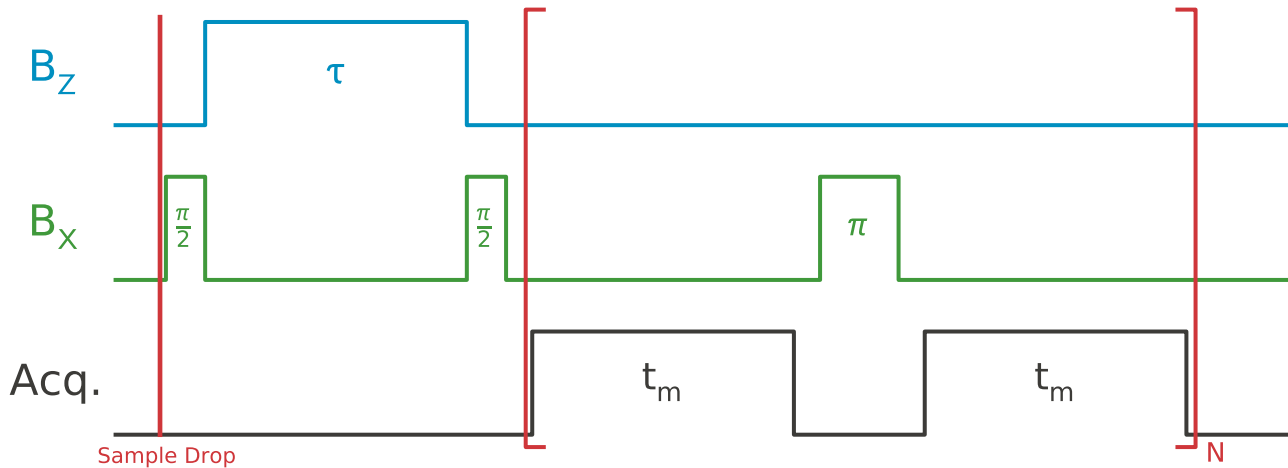 B_Z
τ
B_X
π/2
π/2
π
Acq.
t_m
t_m
Sample Drop
N